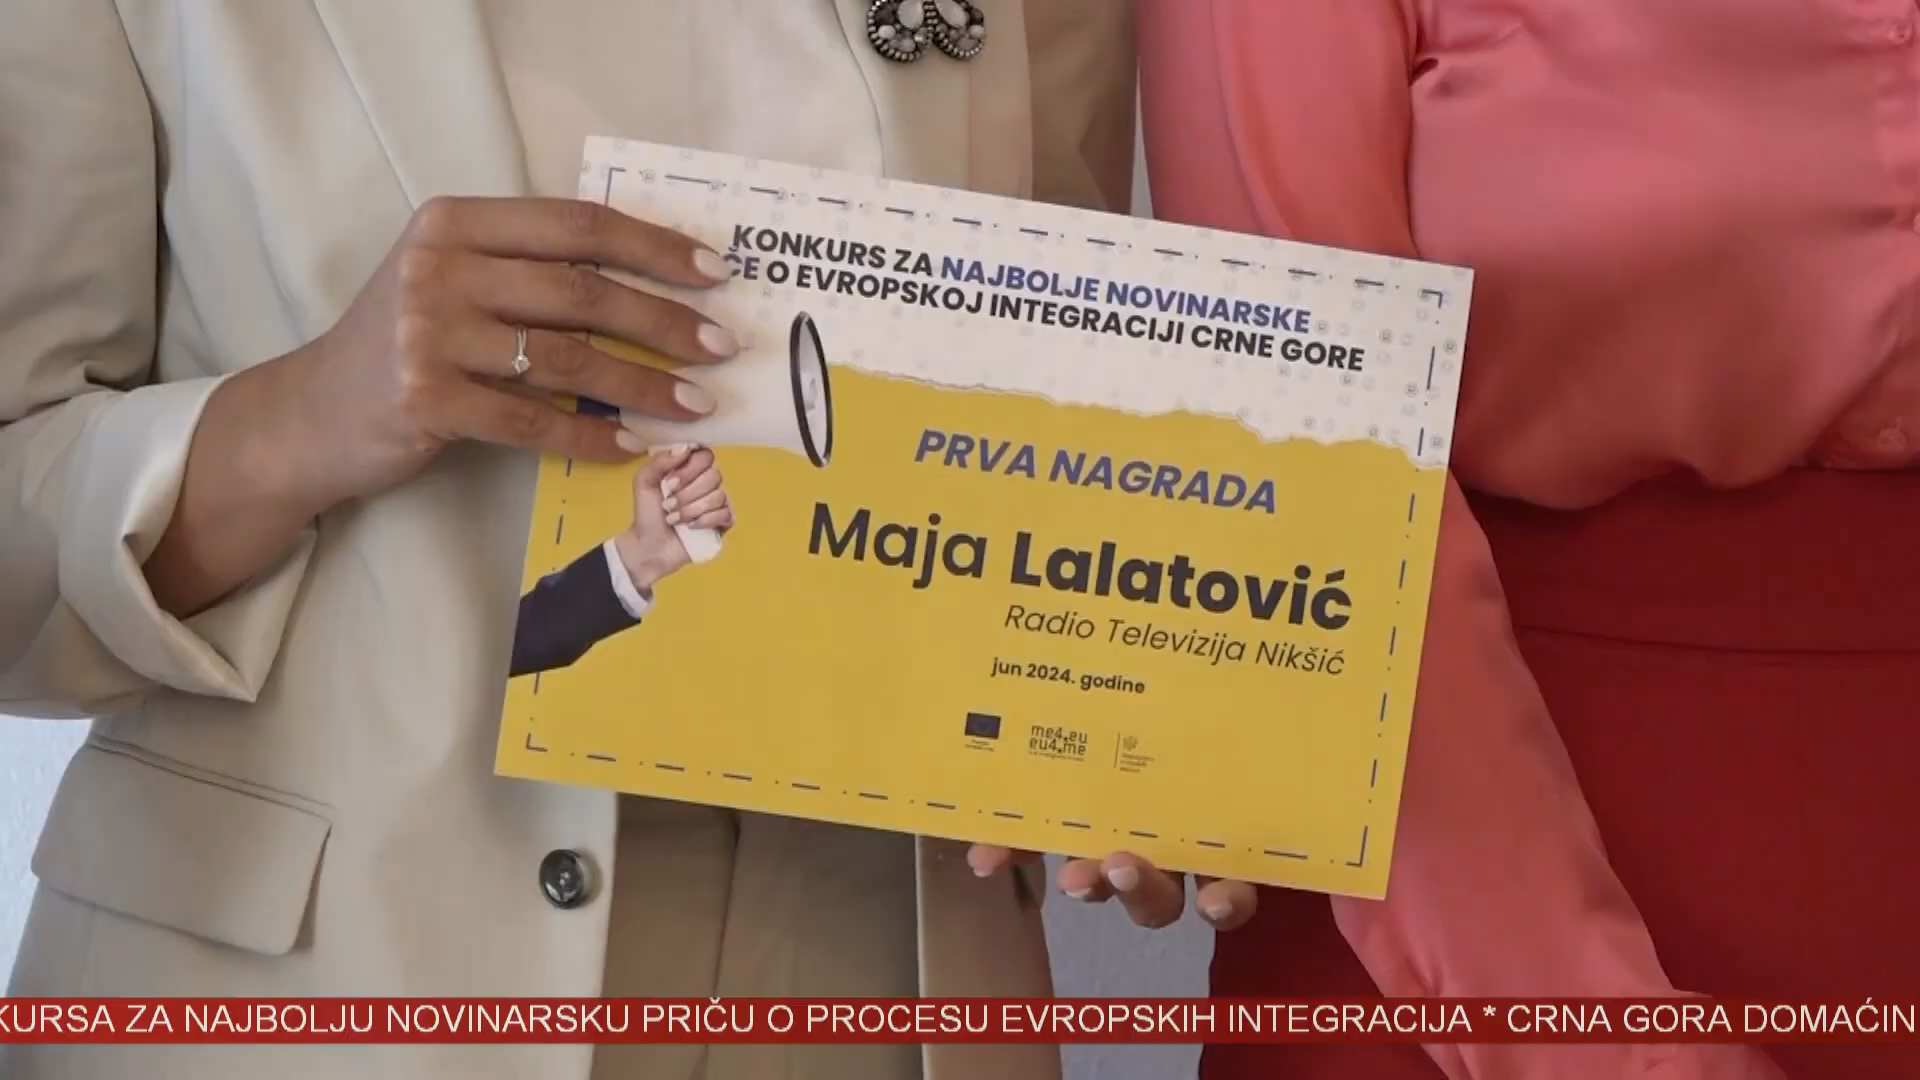 KONKURS ZA NAJBOLJE NOVINARSKE
O EVROPSKOJ INTEGRACIJI CRNE GORE
PRVA NAGRADA
Maja Lalatović
Radio Televizija Nikšić
jun 2024. godine
me4.eu
eu4.me
KURSA ZA NAJBOLJU NOVINARSKU PRIČU O PROCESU EVROPSKIH INTEGRACIJA * CRNA GORA DOMAĆIN